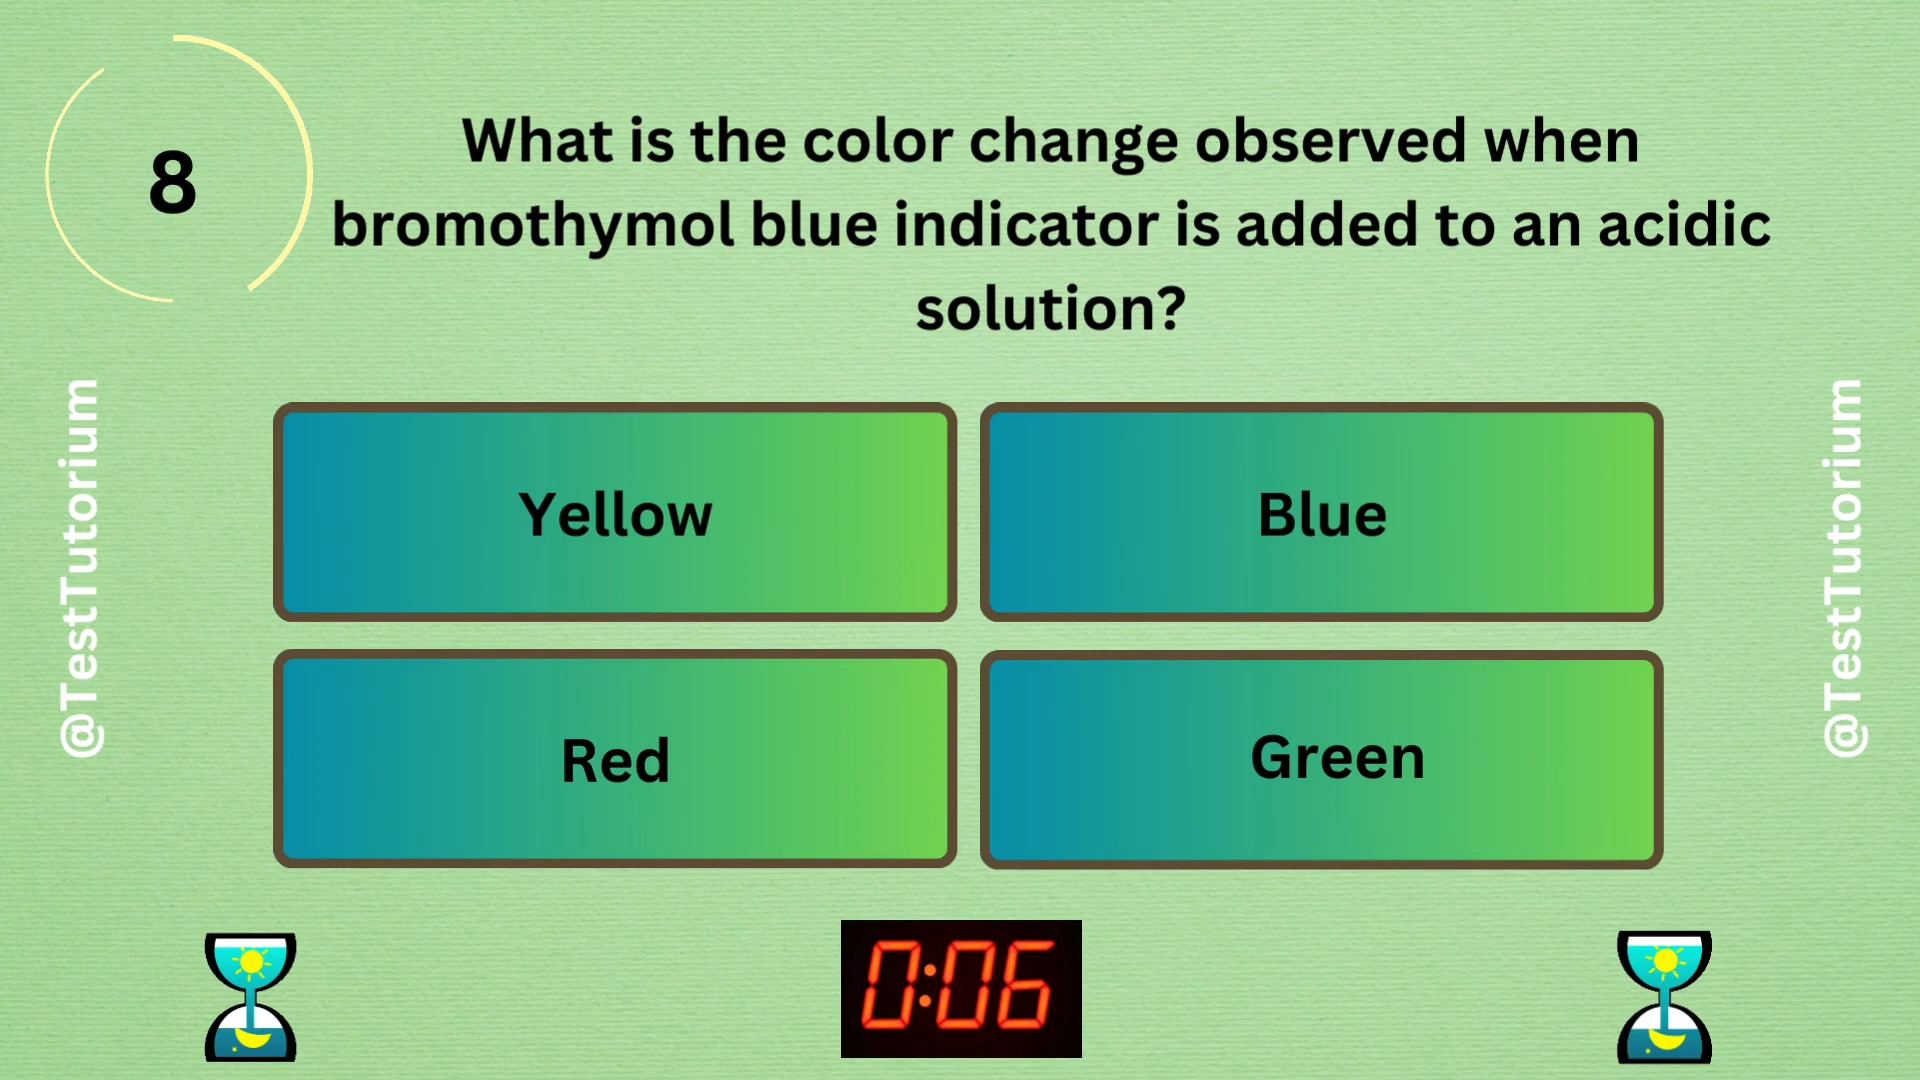 8
What is the color change observed when
bromothymol blue indicator is added to an acidic
solution?
@TestTutorium
@TestTutorium
Yellow
Blue
Red
Green
0:06